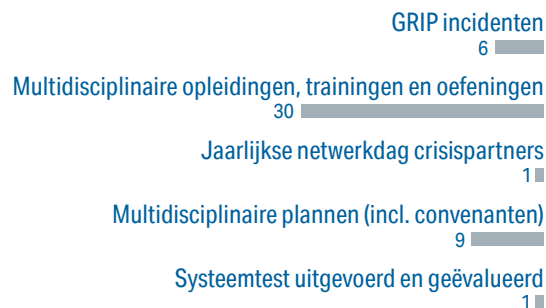 GRIP incidenten
6
Multidisciplinaire opleidingen, trainingen en oefeningen
30
Jaarlijkse netwerkdag crisispartners
1
Multidisciplinaire plannen (incl. convenanten)
9
Systeemtest uitgevoerd en geëvalueerd
1